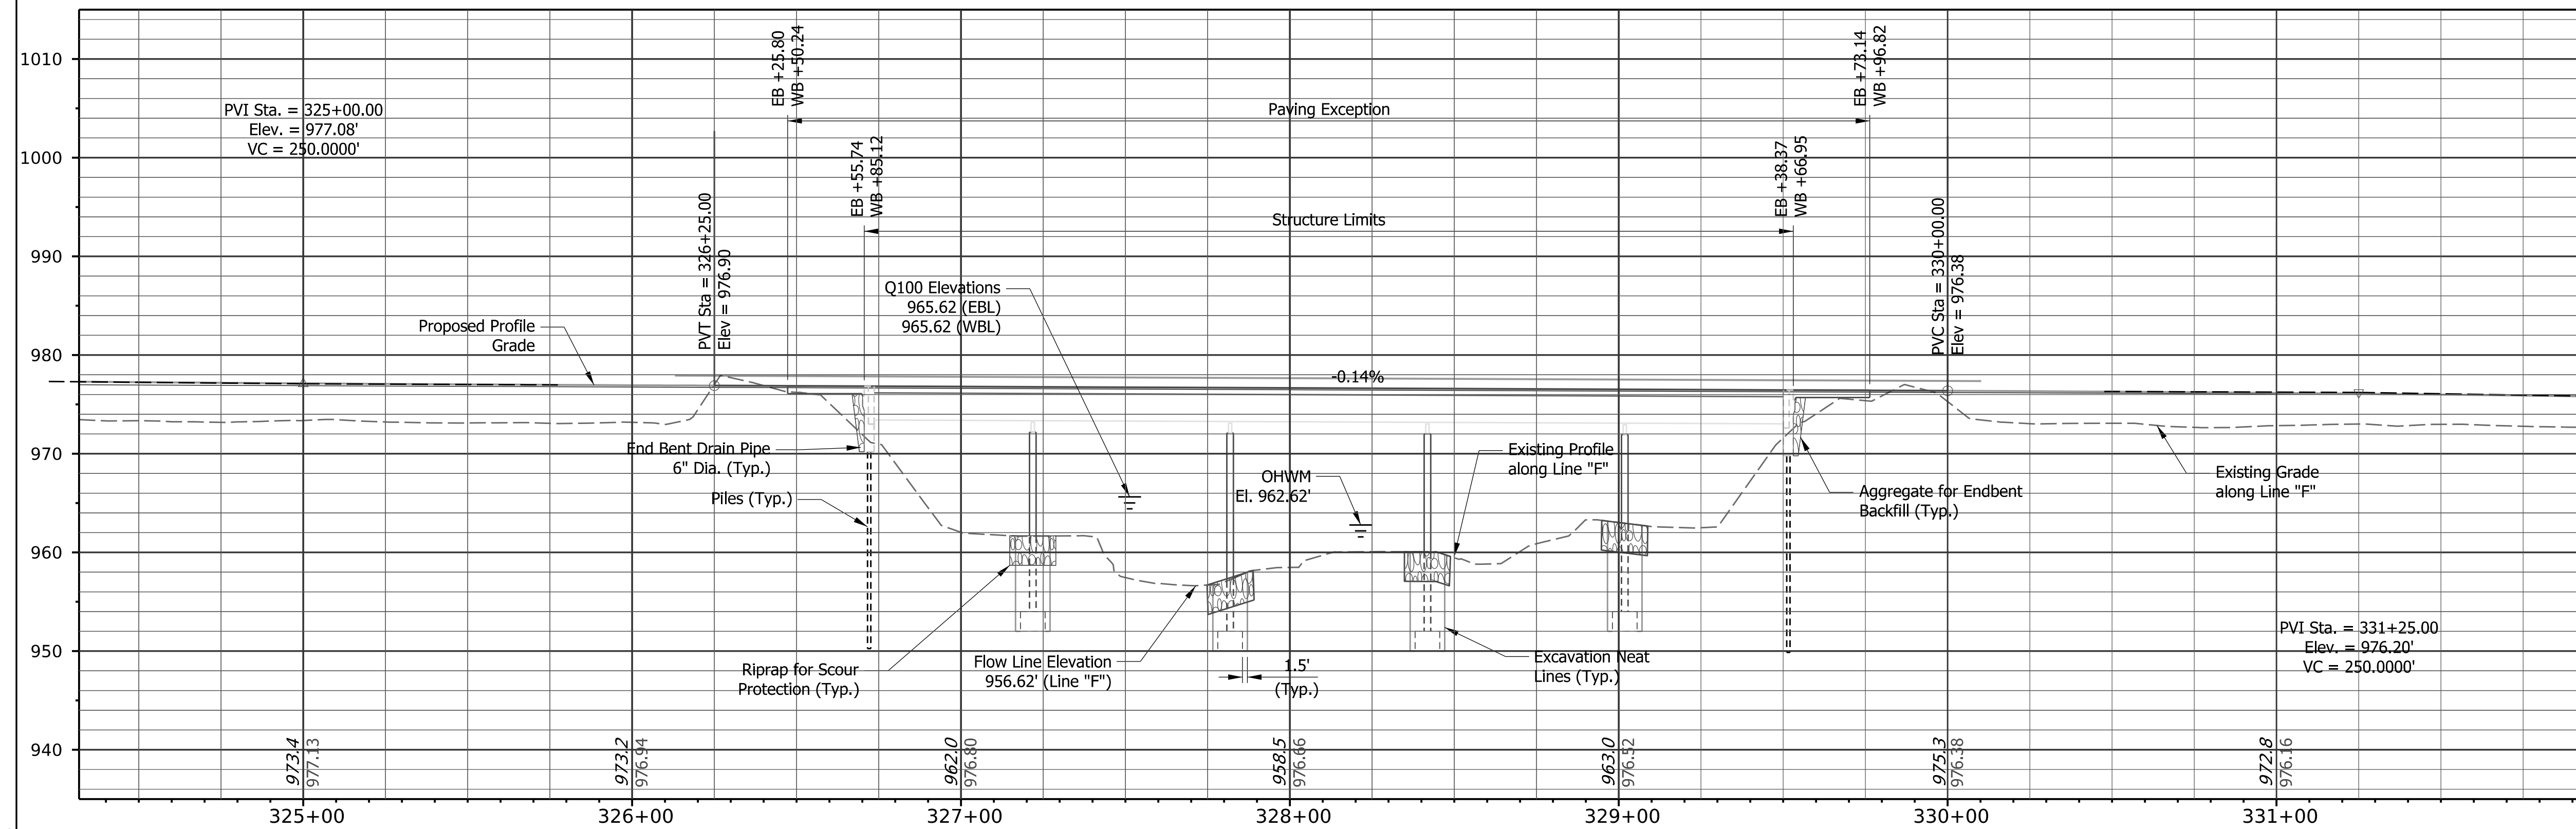 1010
1000
990
980
970
960
950
940
PVI Sta. = 325+00.00
Elev. = 977.08'
VC = 250.0000'
EB +25.80
WB +50.24
EB +73.14
WB +96.82
Paving Exception
EB +55.74
WB +85.12
EB +38.37
WB +66.95
Structure Limits
PVT Sta = 326+25.00
Elev = 976.90
PVC Sta = 330+00.00
Elev = 976.38
Q100 Elevations
965.62 (EBL)
965.62 (WBL)
Proposed Profile
Grade
-0.14%
End Bent Drain Pipe
6" Dia. (Typ.)
Piles (Typ.)
OHWM
El. 962.62'
Existing Profile
along Line "F"
Aggregate for Endbent
Backfill (Typ.)
Existing Grade
along Line "F"
Riprap for Scour
Protection (Typ.)
Flow Line Elevation
956.62' (Line "F")
1.5'
(Typ.)
Excavation Neat
Lines (Typ.)
PVI Sta. = 331+25.00
Elev. = 976.20'
VC = 250.0000'
973.4
977.13
973.2
976.94
962.0
976.80
958.5
976.66
963.0
976.52
975.3
976.38
972.8
976.16
325+00
326+00
327+00
328+00
329+00
330+00
331+00